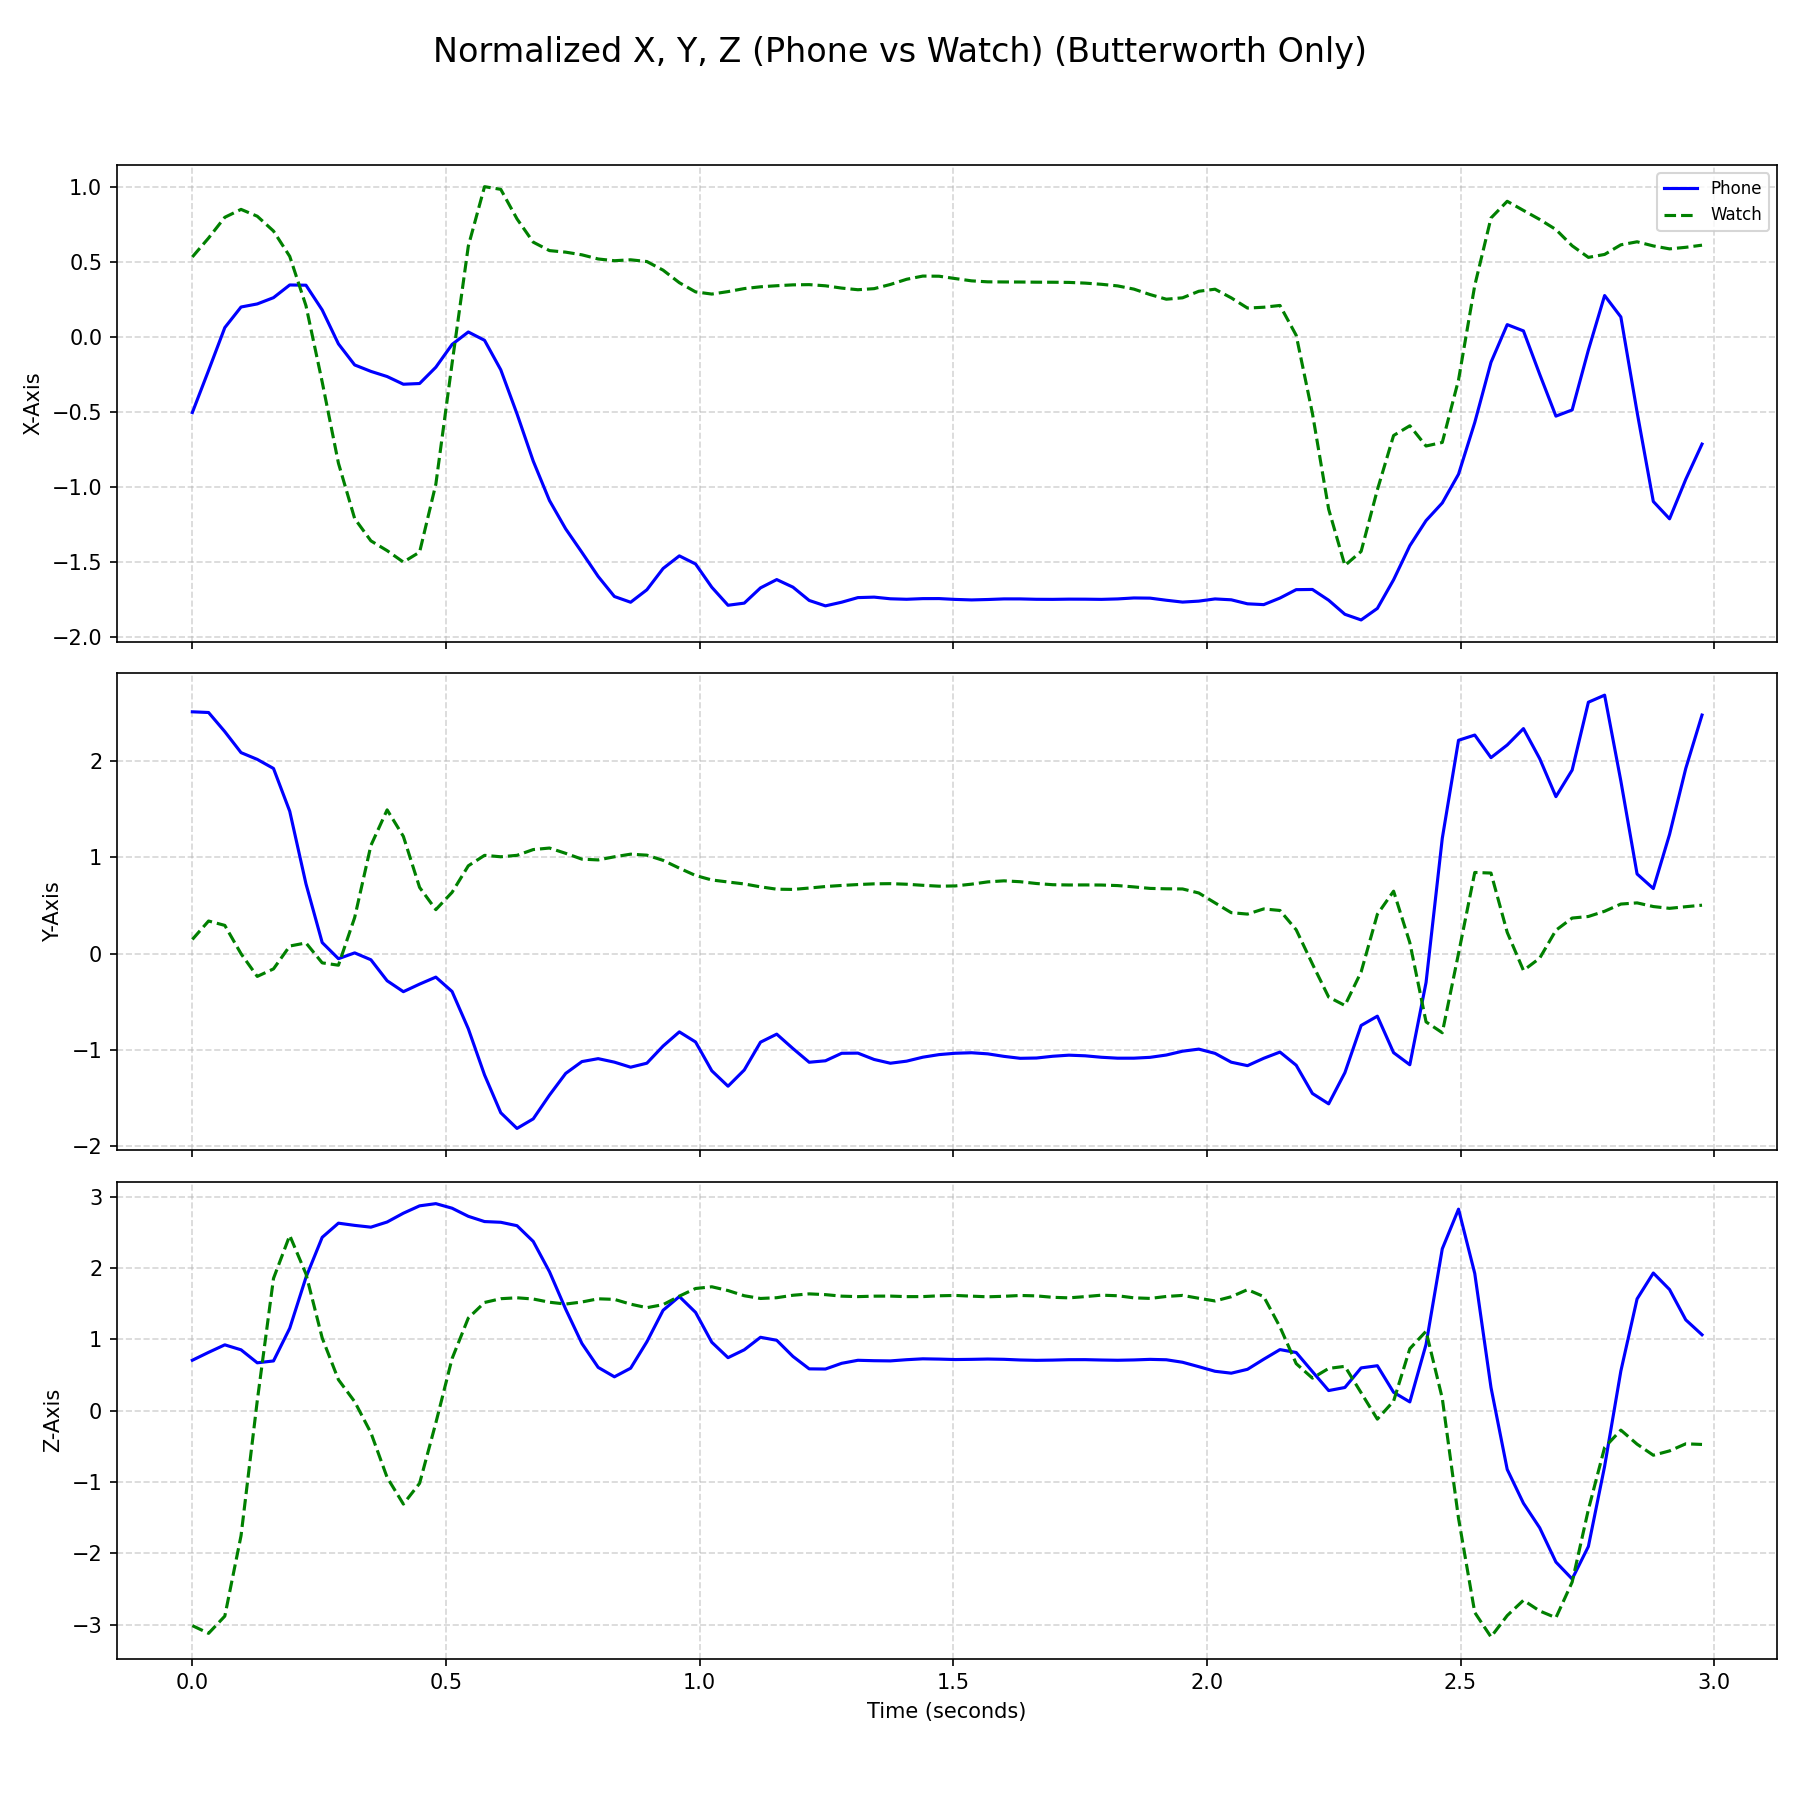 Normalized X, Y, Z (Phone vs Watch) (Butterworth Only)
Phone
Watch
X-Axis
1.0
0.5
0.0
−0.5
−1.0
−1.5
−2.0
Y-Axis
2
1
0
−1
−2
Z-Axis
3
2
1
0
−1
−2
−3
0.0 0.5 1.0 1.5 2.0 2.5 3.0
Time (seconds)